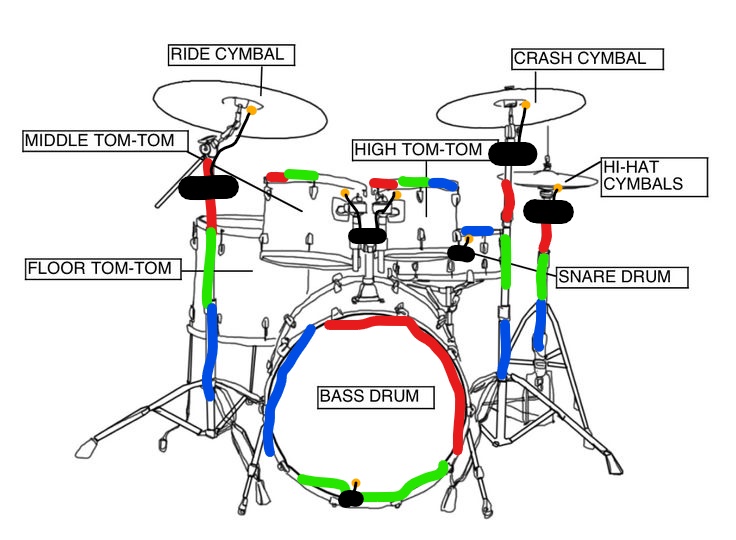 RIDE CYMBAL
CRASH CYMBAL
MIDDLE TOM-TOM
HIGH TOM-TOM
HI-HAT
CYMBALS
FLOOR TOM-TOM
SNARE DRUM
BASS DRUM